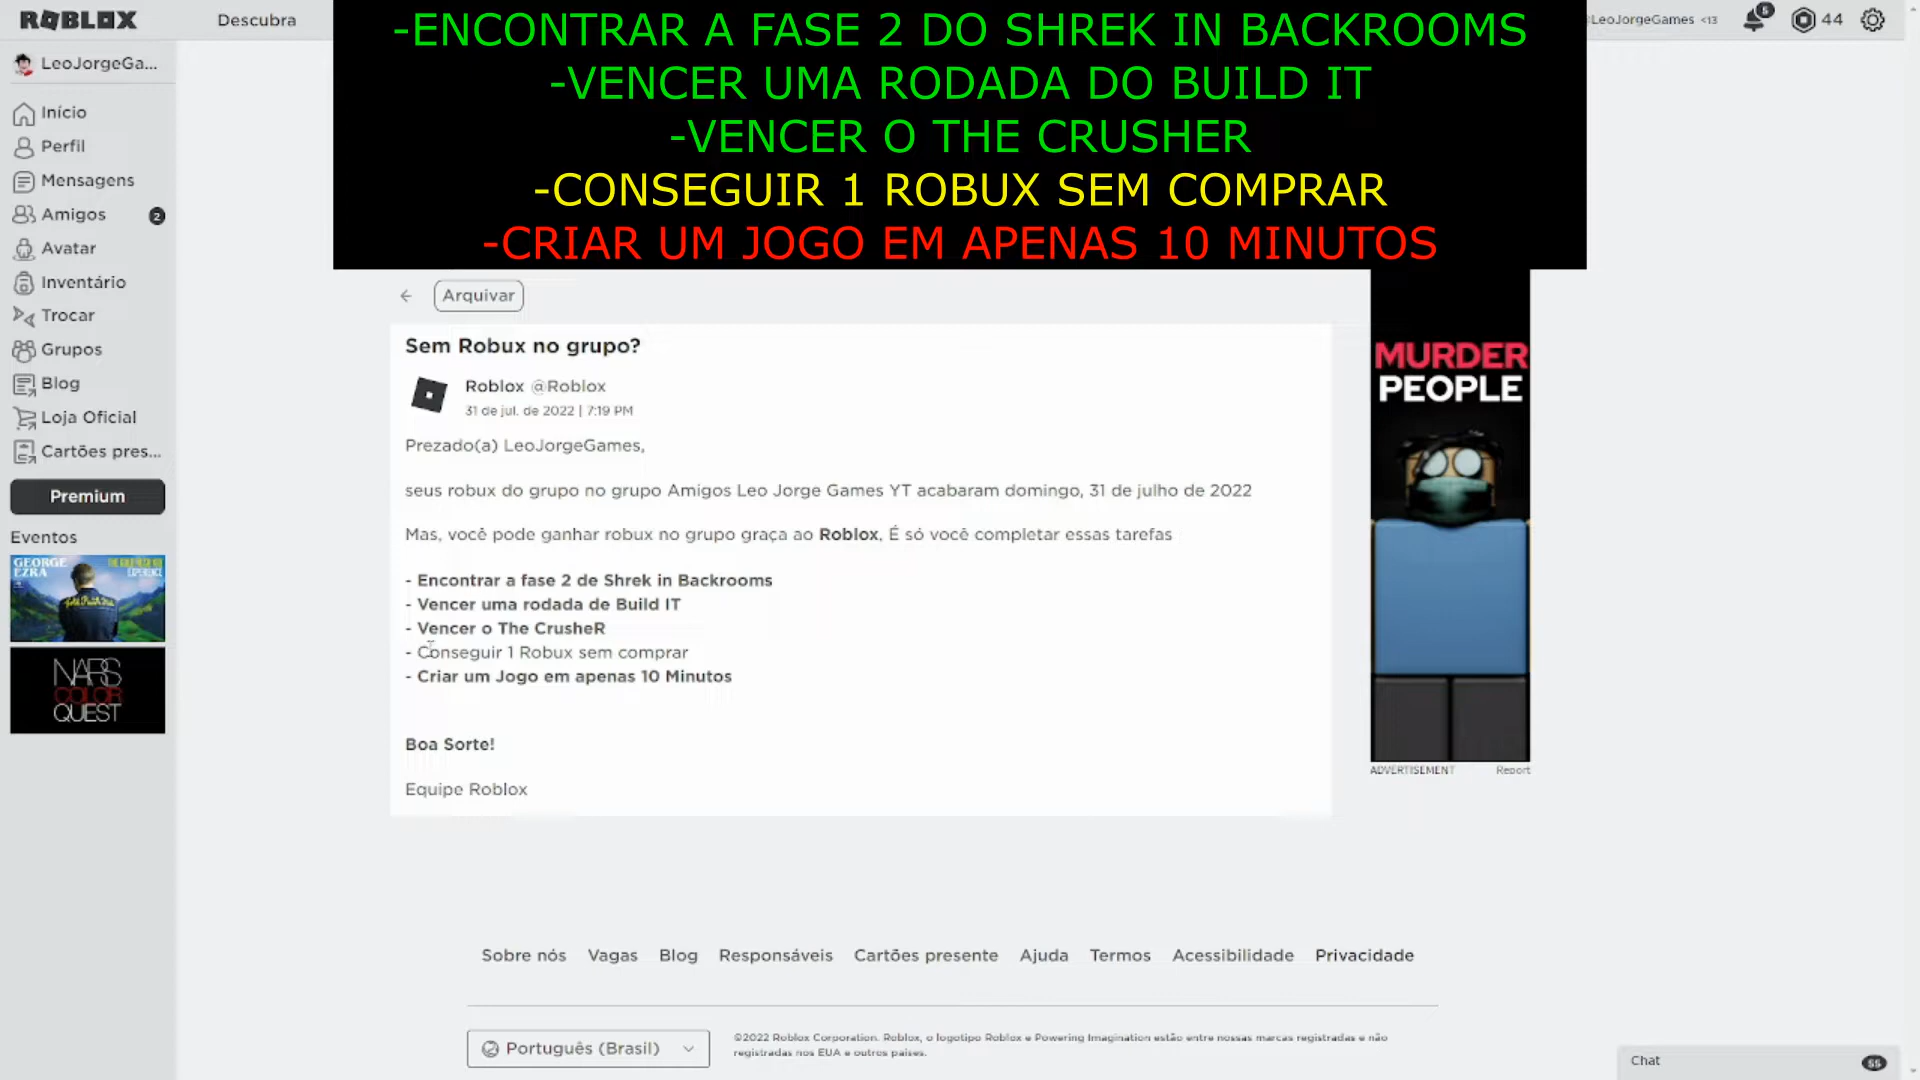 ROBLOX
Descubra
-ENCONTRAR A FASE 2 DO SHREK IN BACKROOMS
-VENCER UMA RODADA DO BUILD IT
-VENCER O THE CRUSHER
-CONSEGUIR 1 ROBUX SEM COMPRAR
-CRIAR UM JOGO EM APENAS 10 MINUTOS
LeoJorgeGames <13
44
LeoJorgeGa...
Início
Perfil
Mensagens
Amigos 2
Avatar
Inventário
Trocar
Grupos
Blog
Loja Oficial
Cartões pres...
Premium
Eventos
GEORGE
EZRA
EXPERIENCE
NARS
COLOR
QUEST
Arquivar
Sem Robux no grupo?
Roblox @Roblox
31 de jul. de 2022 | 7:19 PM
Prezado(a) LeoJorgeGames,
seus robux do grupo no grupo Amigos Leo Jorge Games YT acabaram domingo, 31 de julho de 2022
Mas, você pode ganhar robux no grupo graça ao Roblox, É só você completar essas tarefas
- Encontrar a fase 2 de Shrek in Backrooms
- Vencer uma rodada de Build IT
- Vencer o The CrusheR
- Conseguir 1 Robux sem comprar
- Criar um Jogo em apenas 10 Minutos
Boa Sorte!
Equipe Roblox
MURDER
PEOPLE
ADVERTISEMENT Report
Sobre nós Vagas Blog Responsáveis Cartões presente Ajuda Termos Acessibilidade Privacidade
Português (Brasil)
©2022 Roblox Corporation. Roblox, o logotipo Roblox e Powering Imagination estão entre nossas marcas registradas e não
registradas nos EUA e outros países.
Chat